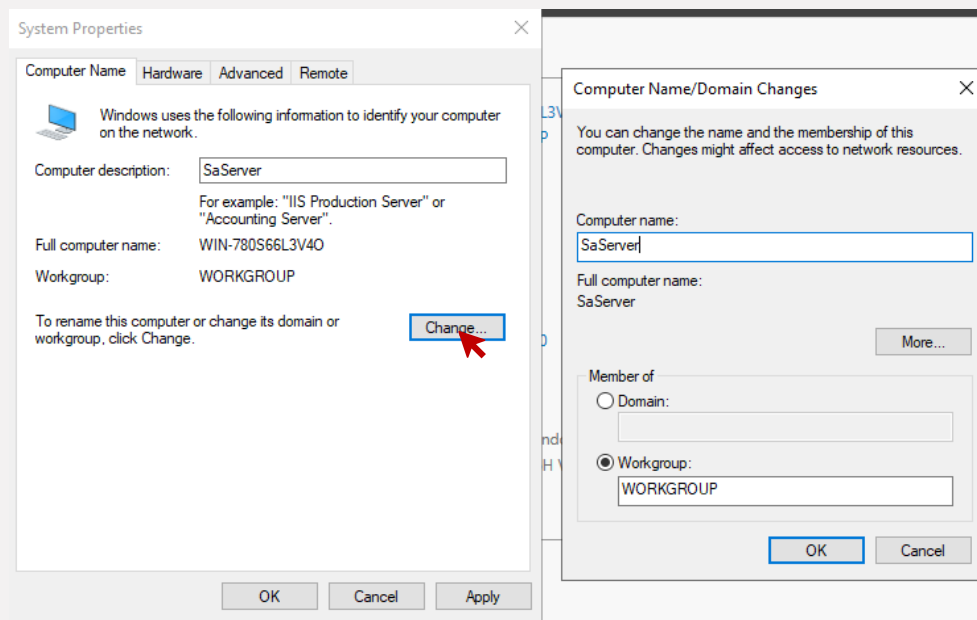 System Properties
Computer Name Hardware Advanced Remote
Windows uses the following information to identify your computer
on the network.
Computer description: SaServer
For example: "IIS Production Server" or
"Accounting Server".
Full computer name: WIN-780S66L3V4O
Workgroup: WORKGROUP
To rename this computer or change its domain or
workgroup, click Change.
Change...
OK Cancel Apply
L3V
P
nd
H V
Computer Name/Domain Changes
You can change the name and the membership of this
computer. Changes might affect access to network resources.
Computer name:
SaServer
Full computer name:
SaServer
More...
Member of
Domain:
Workgroup:
WORKGROUP
OK Cancel